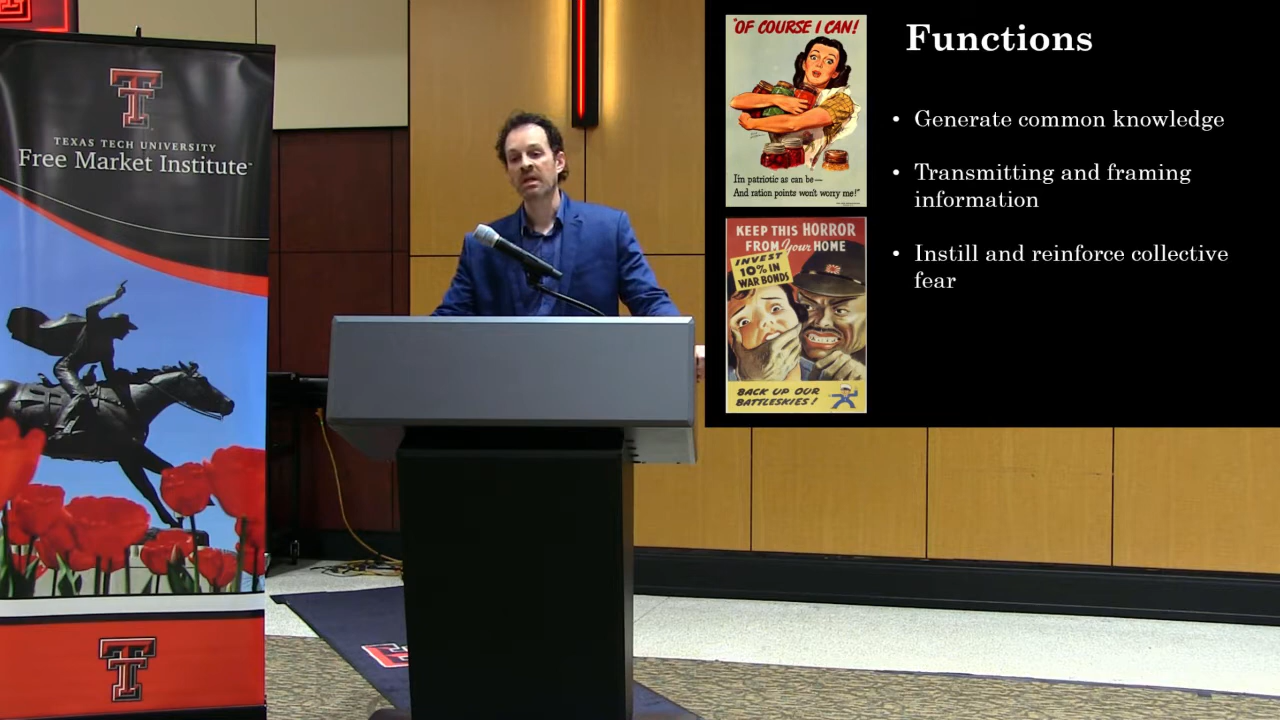 TEXAS TECH UNIVERSITY
Free Market Institute
"OF COURSE I CAN!
I'm patriotic as can be—
And ration points won't worry me!"
KEEP THIS HORROR
FROM your HOME
INVEST
10% IN
WAR BONDS
BACK UP OUR
BATTLESKIES!
Functions
• Generate common knowledge
• Transmitting and framing
information
• Instill and reinforce collective
fear